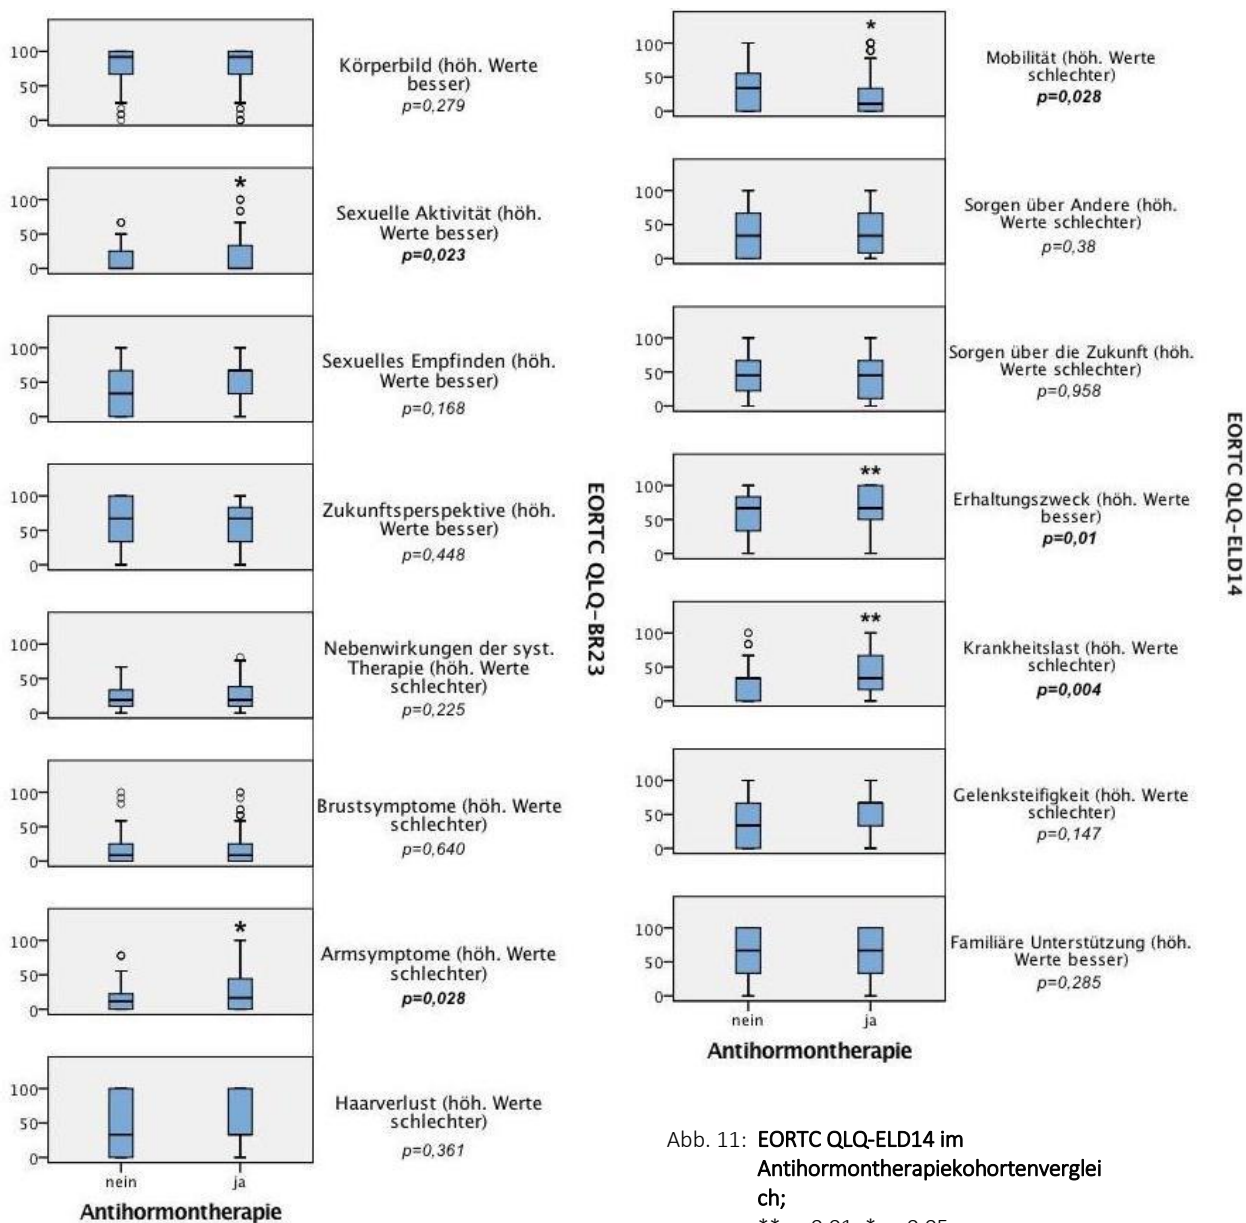 100
50
0
Körperbild (höh. Werte
besser)
p=0,279
*
100
50
0
Sexuelle Aktivität (höh.
Werte besser)
p=0,023
100
50
0
Sexuelles Empfinden (höh.
Werte besser)
p=0,168
100
50
0
Zukunftsperspektive (höh.
Werte besser)
p=0,448
100
50
0
Nebenwirkungen der syst.
Therapie (höh. Werte
schlechter)
p=0,225
100
50
0
Brustsymptome (höh. Werte
schlechter)
p=0,640
*
100
50
0
Armsymptome (höh. Werte
schlechter)
p=0,028
100
50
0
Haarverlust (höh. Werte
schlechter)
p=0,361
nein ja
Antihormontherapie
EORTC QLQ-BR23
*
100
50
0
Mobilität (höh. Werte
schlechter)
p=0,028
100
50
0
Sorgen über Andere (höh.
Werte schlechter)
p=0,38
100
50
0
Sorgen über die Zukunft (höh.
Werte schlechter)
p=0,958
**
100
50
0
Erhaltungszweck (höh. Werte
besser)
p=0,01
**
100
50
0
Krankheitslast (höh. Werte
schlechter)
p=0,004
100
50
0
Gelenksteifigkeit (höh. Werte
schlechter)
p=0,147
100
50
0
Familiäre Unterstützung (höh.
Werte besser)
p=0,285
nein ja
Antihormontherapie
EORTC QLQ-ELD14
Abb. 11: EORTC QLQ-ELD14 im
Antihormontherapiekohortenverglei
ch;